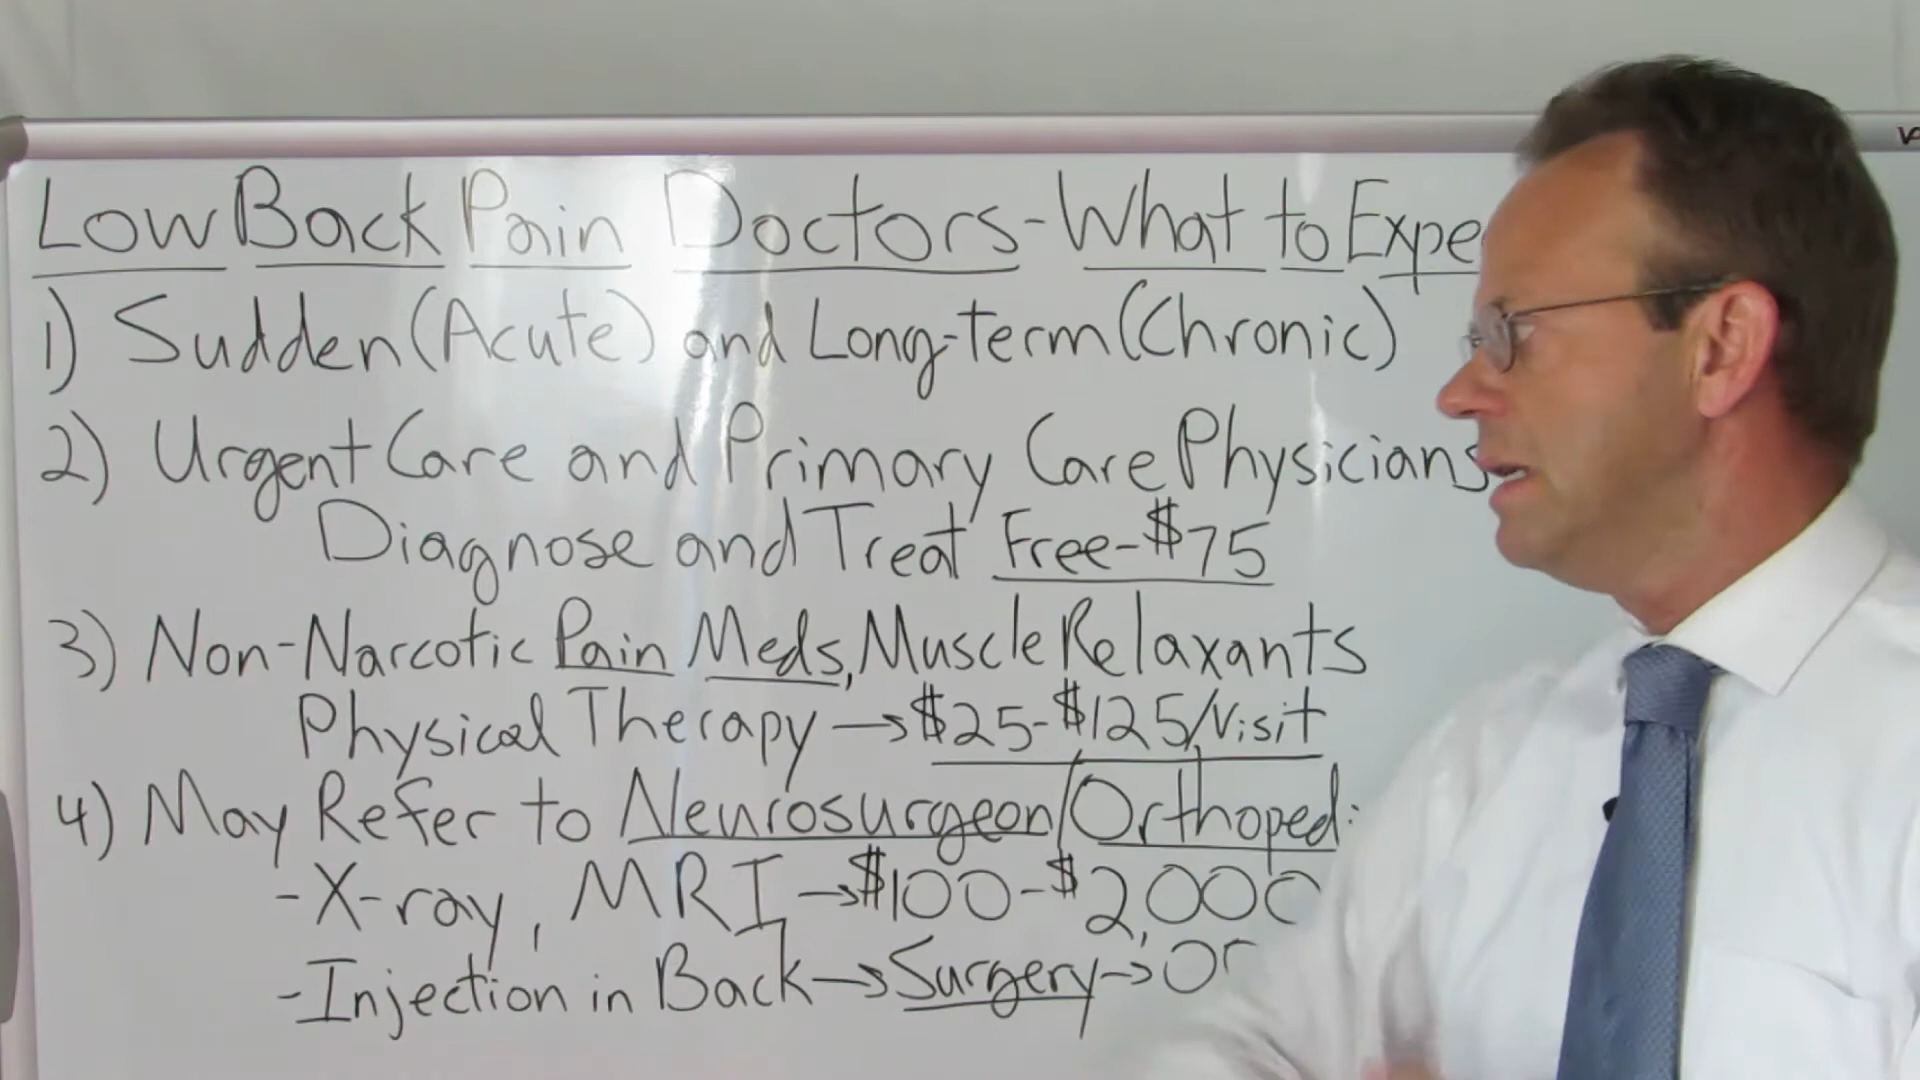 Low Back Pain Doctors-What to Expe
1) Sudden (Acute) and Long-term (Chronic)
2) Urgent Care and Primary Care Physicians
Diagnose and Treat Free-$75
3) Non-Narcotic Pain Meds, Muscle Relaxants
Physical Therapy → $25-$125/Visit
4) May Refer to Neurosurgeon/Orthoped:
-X-ray, MRI → $100-$2,000
-Injection in Back → Surgery → Or